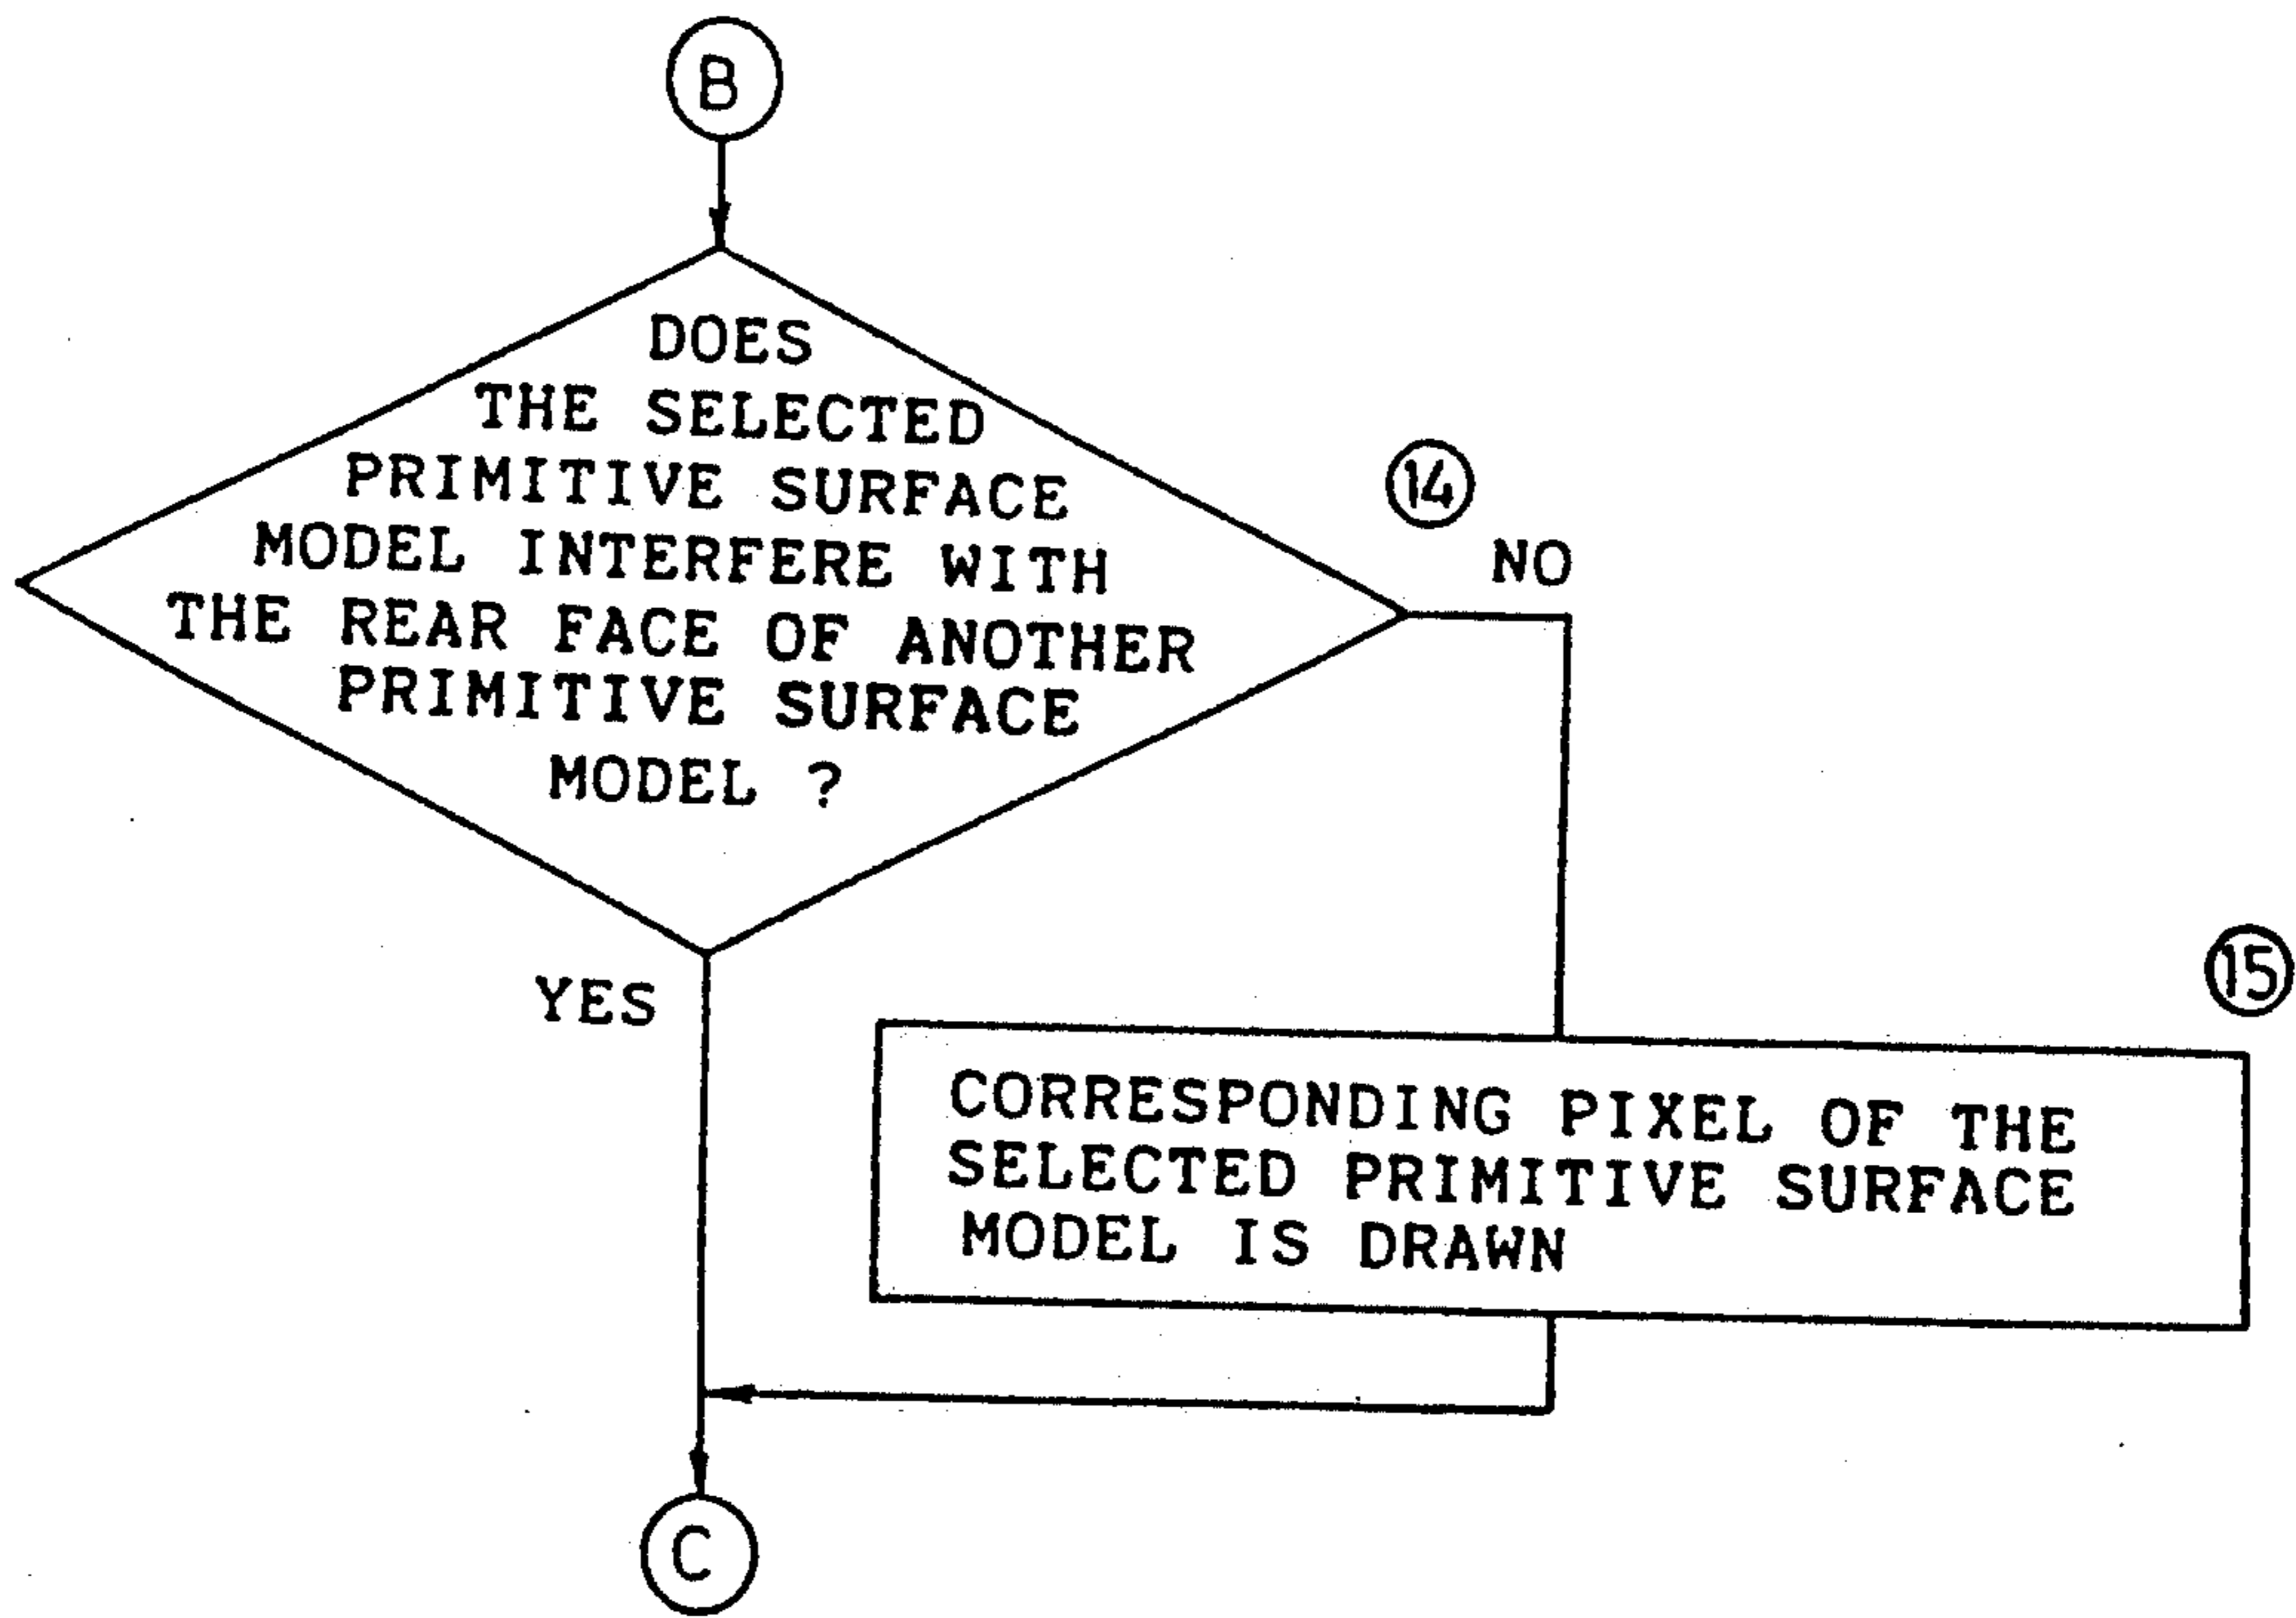 B
DOES
THE SELECTED
PRIMITIVE SURFACE
MODEL INTERFERE WITH
THE REAR FACE OF ANOTHER
PRIMITIVE SURFACE
MODEL ?
14
NO
YES
15
CORRESPONDING PIXEL OF THE
SELECTED PRIMITIVE SURFACE
MODEL IS DRAWN
C